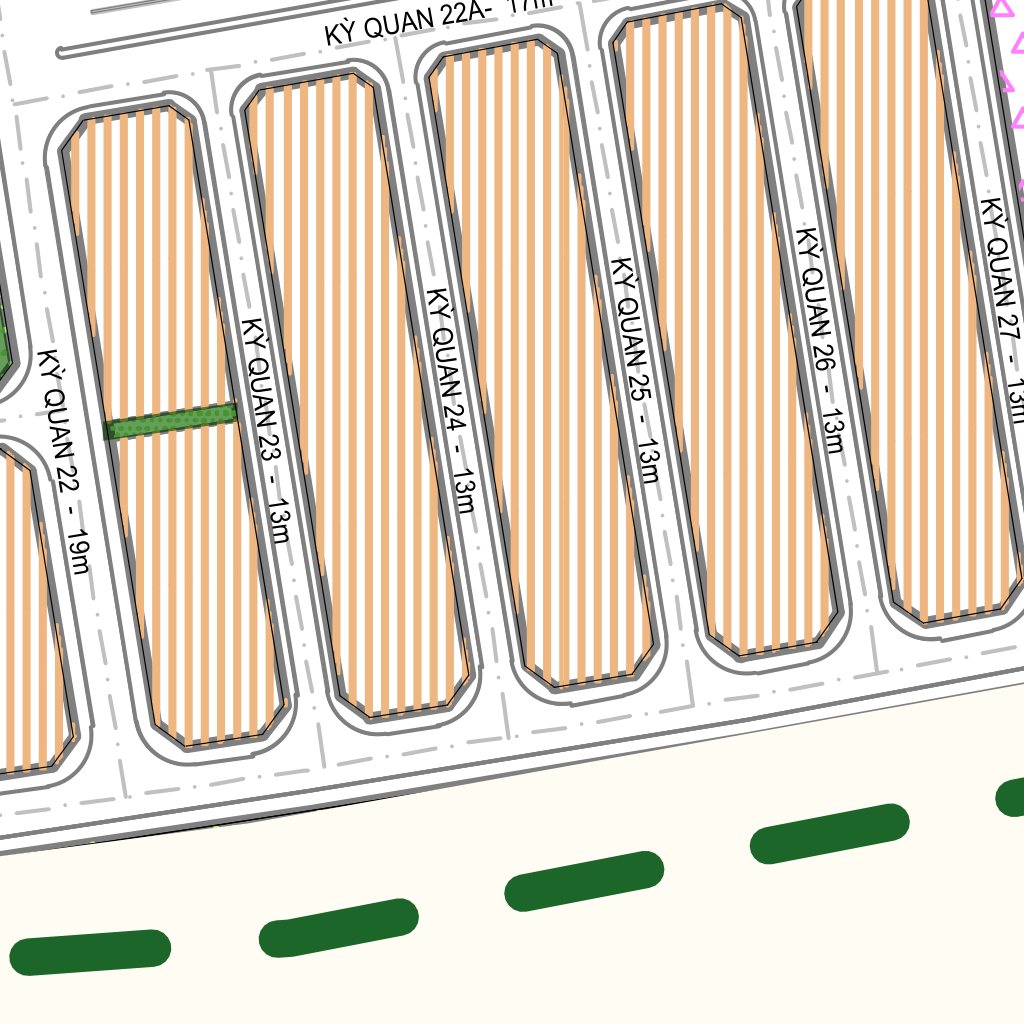 KỲ QUAN 22A- 17m
KỲ QUAN 22 - 19m
KỲ QUAN 23 - 13m
KỲ QUAN 24 - 13m
KỲ QUAN 25 - 13m
KỲ QUAN 26 - 13m
KỲ QUAN 27 - 13m